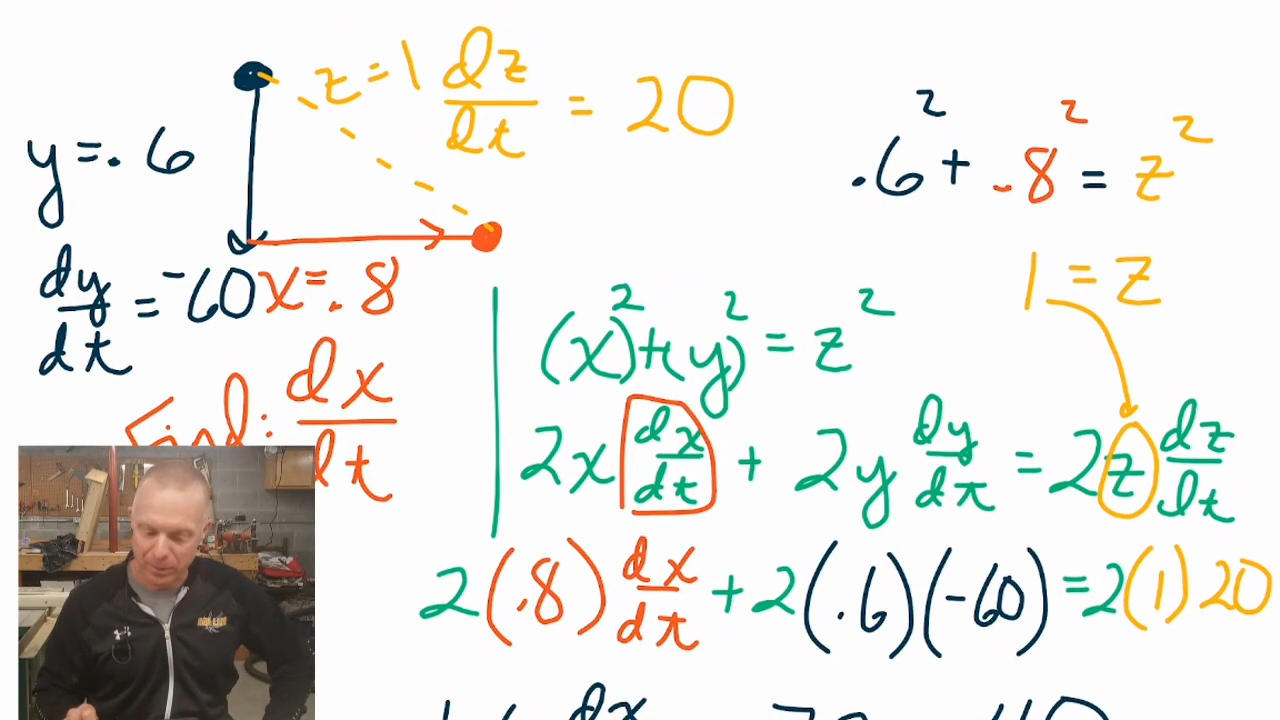 z = 1 dz/dt = 20
y = .6
.6² + .8² = z²
dy/dt = -60
x = .8
1 = z
(x)² + (y)² = z²
Find: dx/dt
2x dx/dt + 2y dy/dt = 2z dz/dt
2(.8) dx/dt + 2(.6)(-60) = 2(1)20